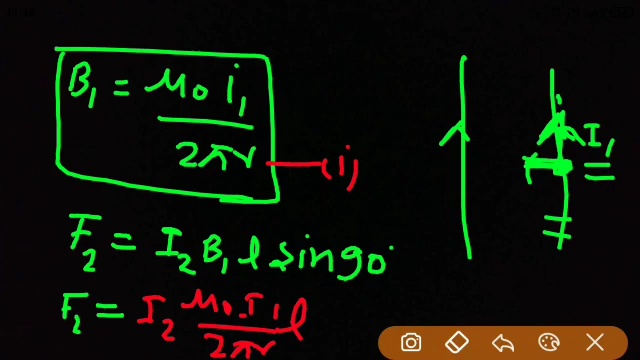 B₁ = μ₀ i₁ / 2πr —(i)
F₂ = I₂ B₁ l sin90°
F₂ = I₂ μ₀ I₁ l / 2πr
I₁